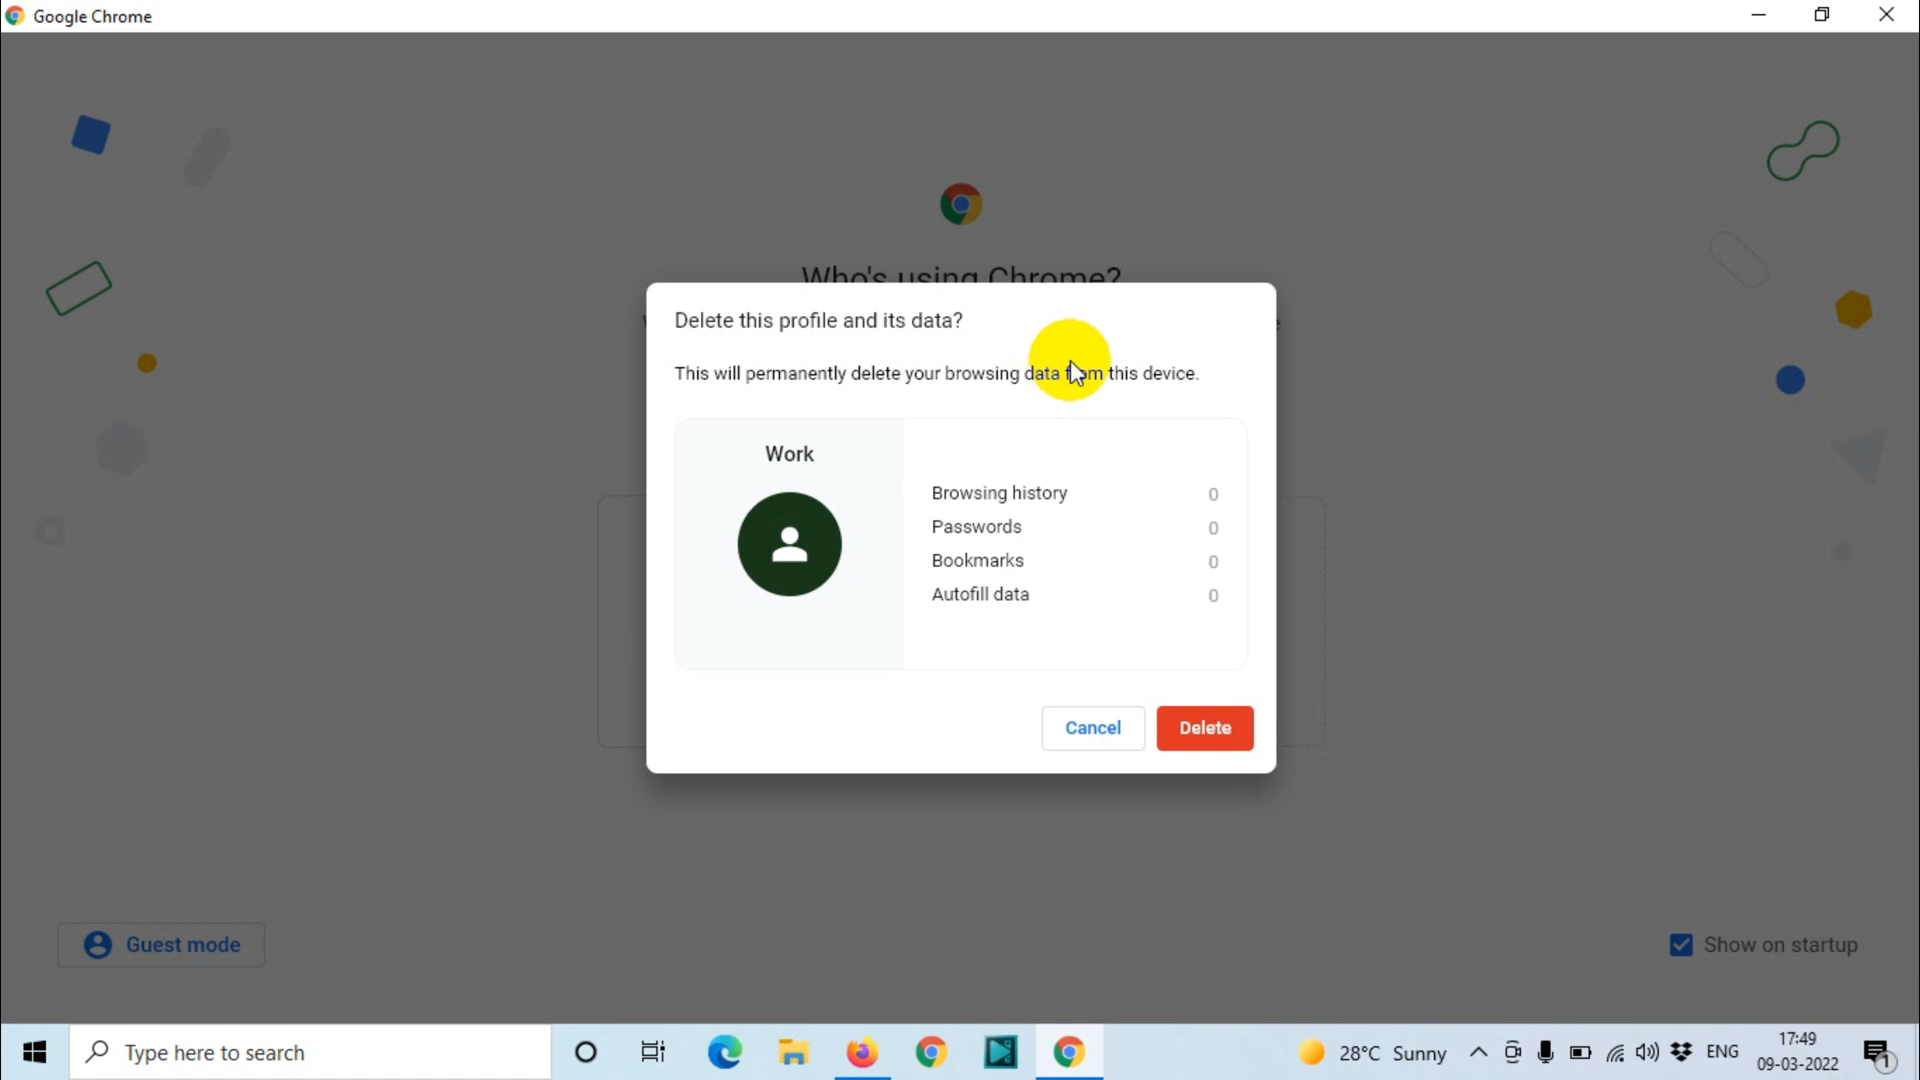 Google Chrome
Who's using Chrome?
Delete this profile and its data?
This will permanently delete your browsing data from this device.
Work
Browsing history 0
Passwords 0
Bookmarks 0
Autofill data 0
Cancel
Delete
Guest mode
Show on startup
Type here to search
28°C Sunny
ENG
17:49
09-03-2022
1